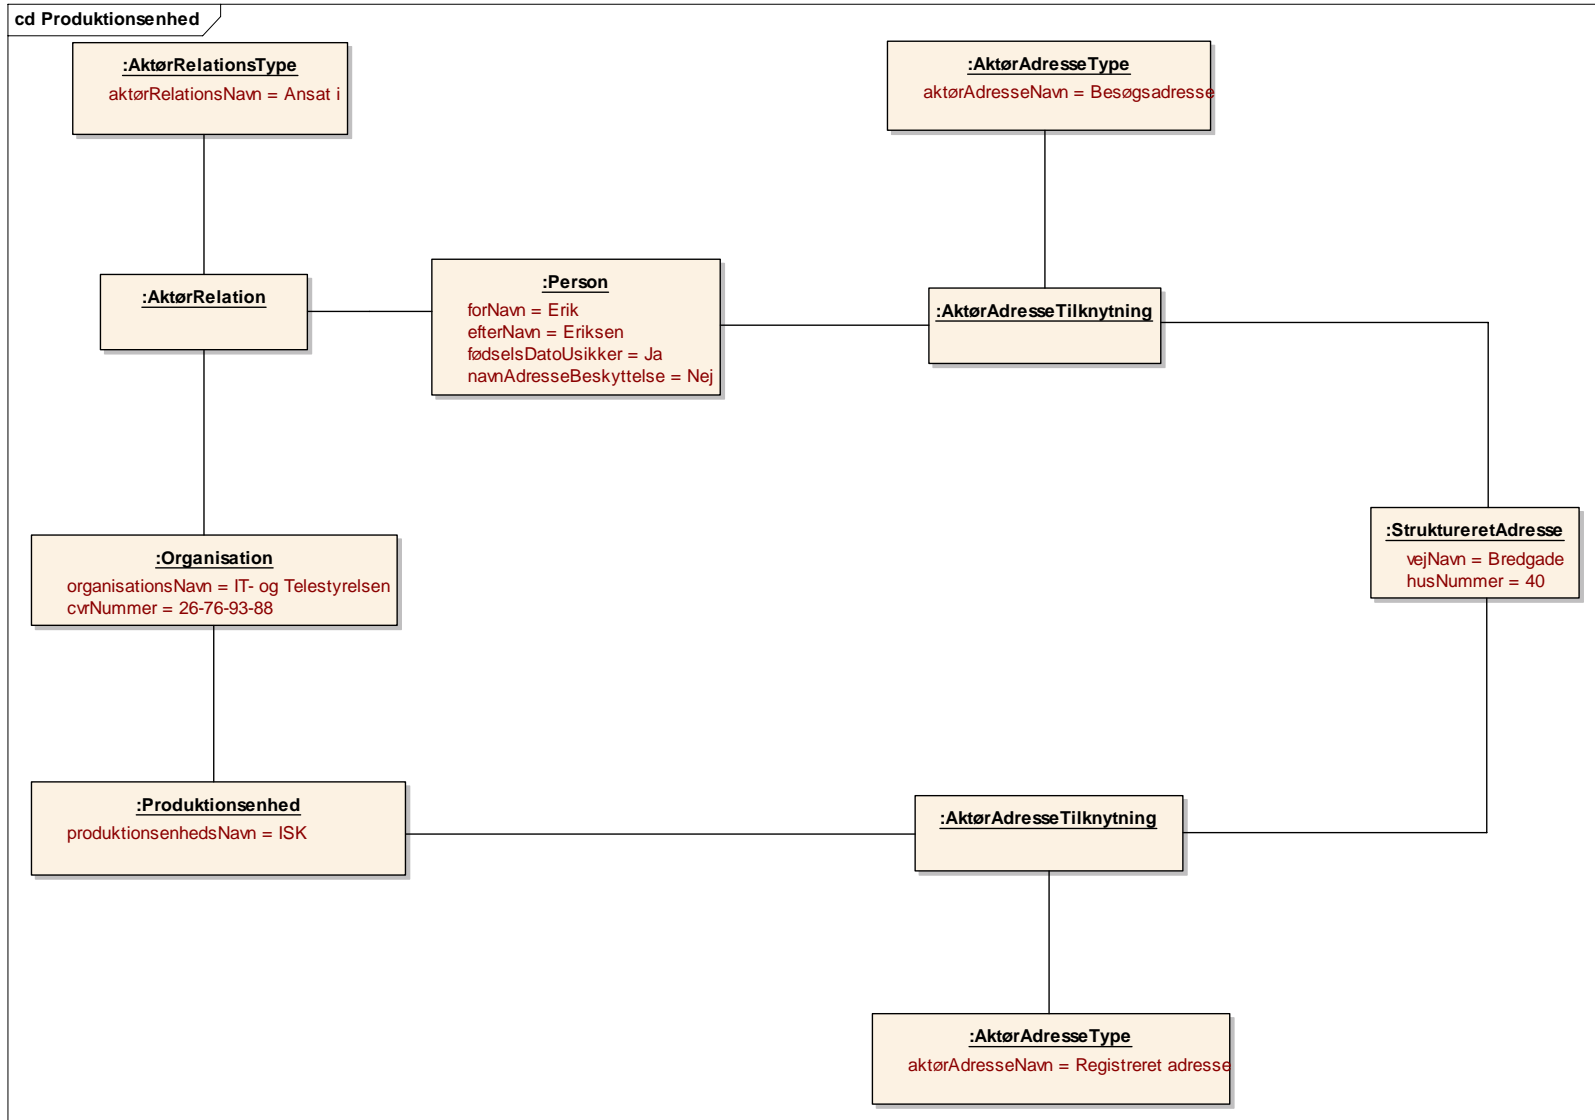 cd Produktionsenhed
:AktørRelationsType
aktørRelationsNavn = Ansat i
:AktørAdresseType
aktørAdresseNavn = Besøgsadresse
:AktørRelation
:Person
forNavn = Erik
efterNavn = Eriksen
fødselsDatoUsikker = Ja
navnAdresseBeskyttelse = Nej
:AktørAdresseTilknytning
:StruktureretAdresse
vejNavn = Bredgade
husNummer = 40
:Organisation
organisationsNavn = IT- og Telestyrelsen
cvrNummer = 26-76-93-88
:Produktionsenhed
produktionsenhedsNavn = ISK
:AktørAdresseTilknytning
:AktørAdresseType
aktørAdresseNavn = Registreret adresse